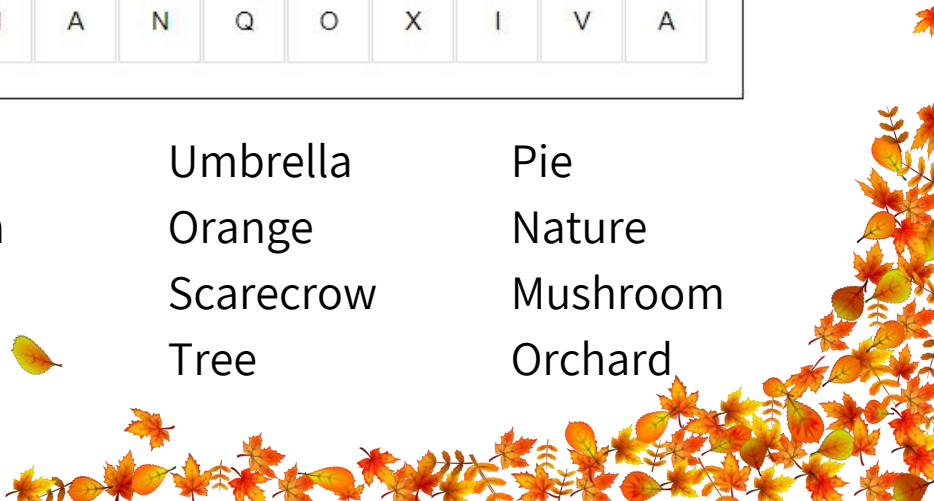 A N Q O X I V A
Umbrella Pie
Orange Nature
Scarecrow Mushroom
Tree Orchard